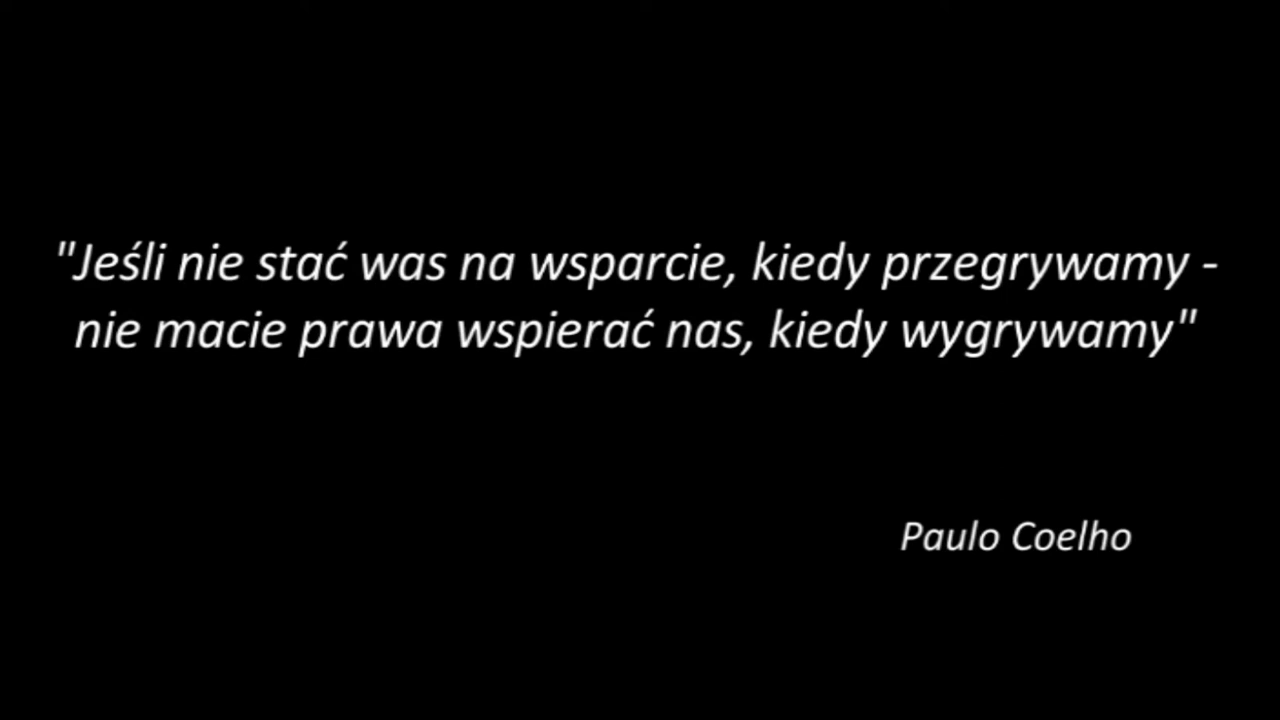 "Jeśli nie stać was na wsparcie, kiedy przegrywamy -
nie macie prawa wspierać nas, kiedy wygrywamy"
Paulo Coelho